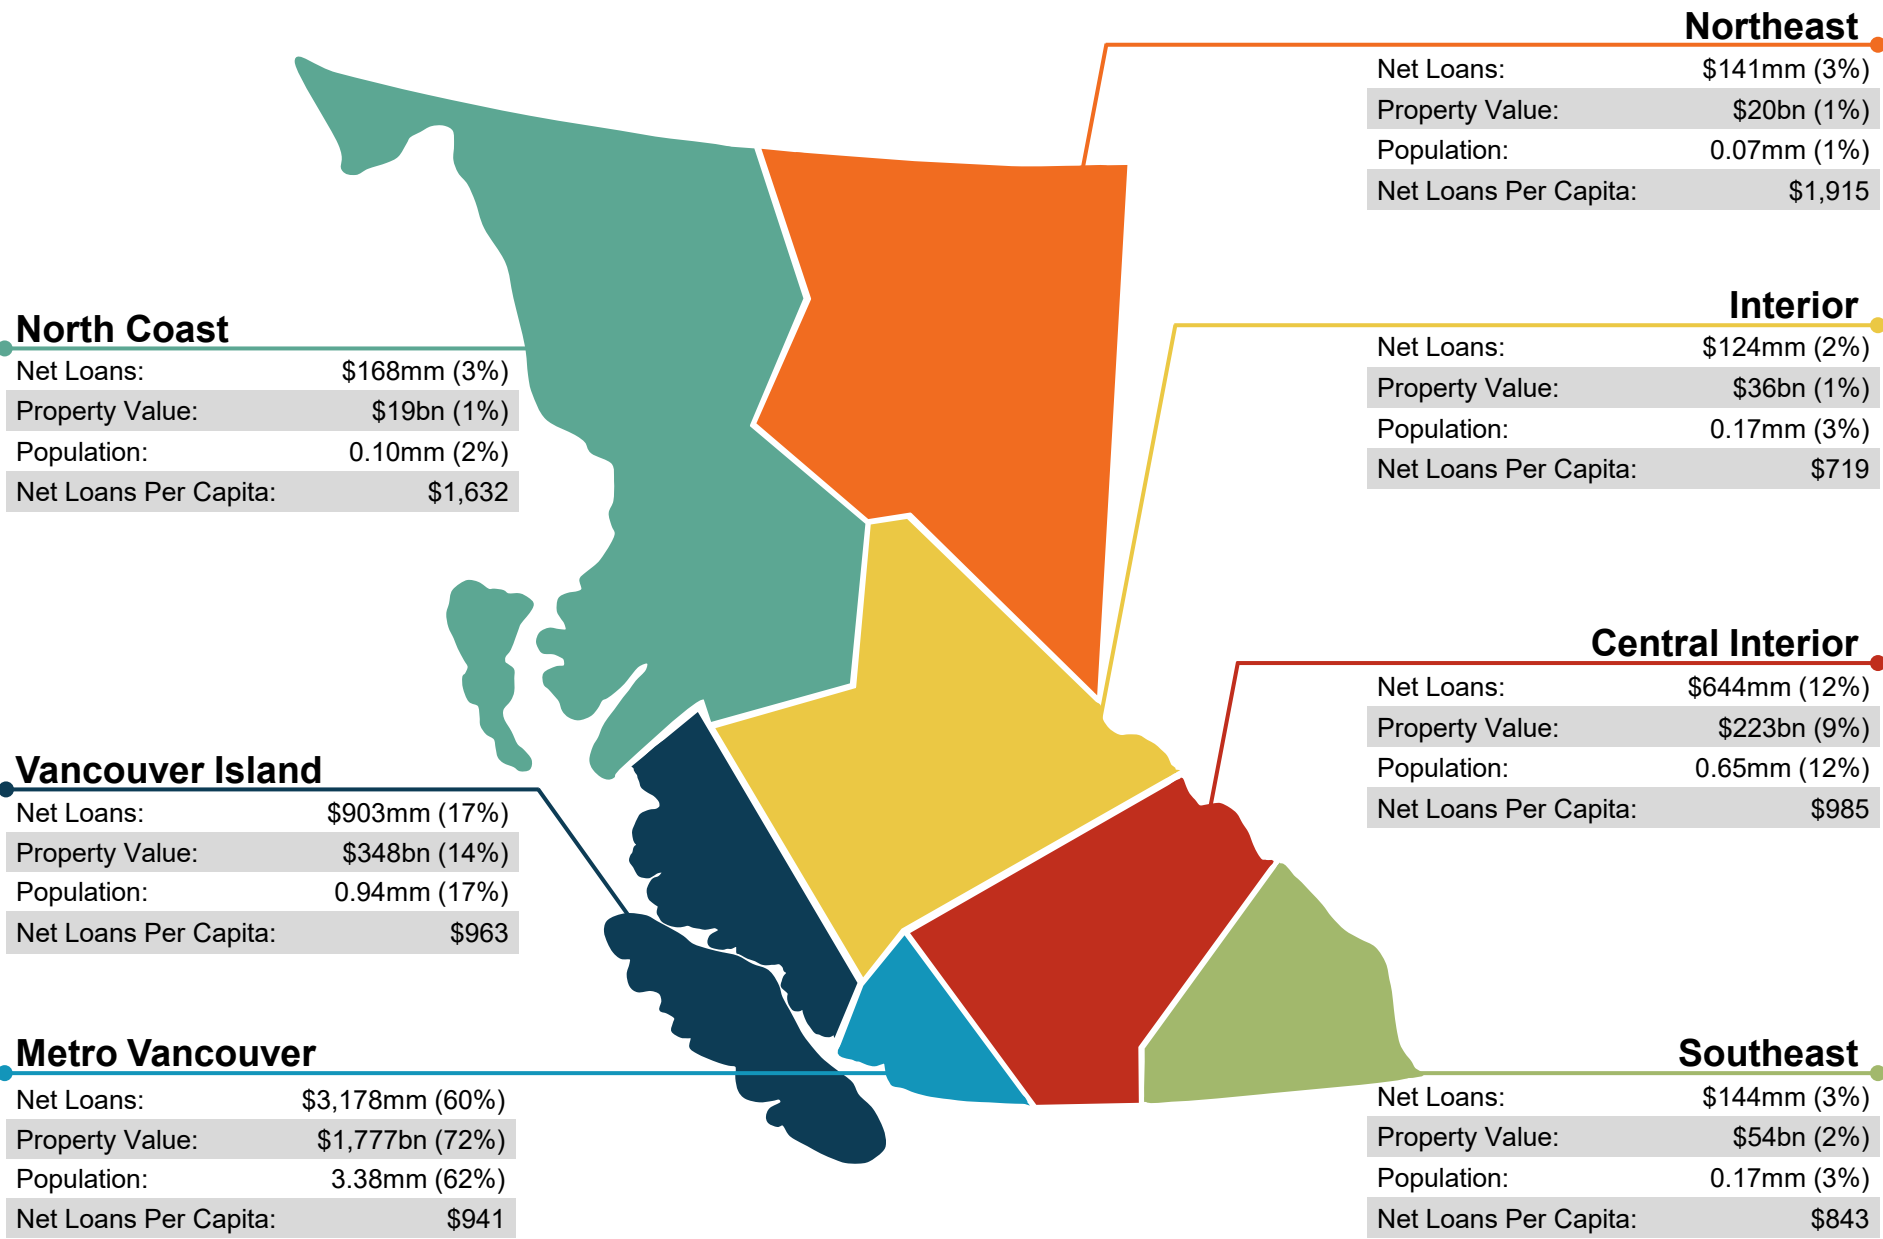 Northeast
Net Loans: $141mm (3%)
Property Value: $20bn (1%)
Population: 0.07mm (1%)
Net Loans Per Capita: $1,915
Interior
Net Loans: $124mm (2%)
Property Value: $36bn (1%)
Population: 0.17mm (3%)
Net Loans Per Capita: $719
North Coast
Net Loans: $168mm (3%)
Property Value: $19bn (1%)
Population: 0.10mm (2%)
Net Loans Per Capita: $1,632
Central Interior
Net Loans: $644mm (12%)
Property Value: $223bn (9%)
Population: 0.65mm (12%)
Net Loans Per Capita: $985
Vancouver Island
Net Loans: $903mm (17%)
Property Value: $348bn (14%)
Population: 0.94mm (17%)
Net Loans Per Capita: $963
Metro Vancouver
Net Loans: $3,178mm (60%)
Property Value: $1,777bn (72%)
Population: 3.38mm (62%)
Net Loans Per Capita: $941
Southeast
Net Loans: $144mm (3%)
Property Value: $54bn (2%)
Population: 0.17mm (3%)
Net Loans Per Capita: $843